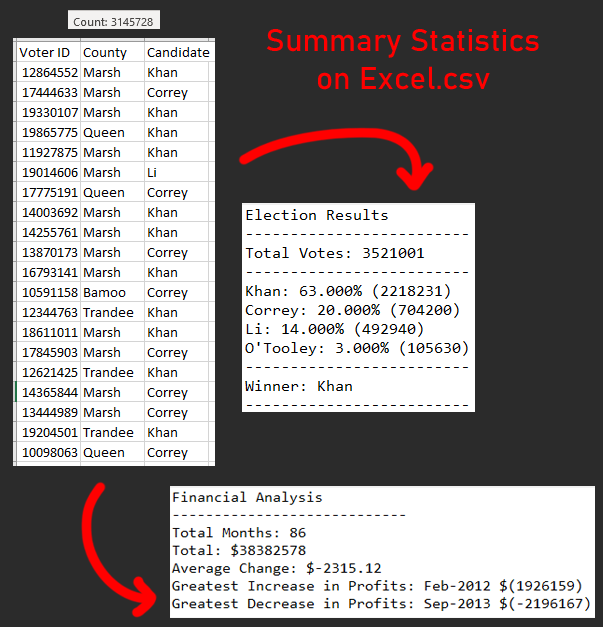 Count: 3145728
Summary Statistics
on Excel.csv
Voter ID County Candidate
12864552 Marsh Khan
17444633 Marsh Correy
19330107 Marsh Khan
19865775 Queen Khan
11927875 Marsh Khan
19014606 Marsh Li
17775191 Queen Correy
14003692 Marsh Khan
14255761 Marsh Khan
13870173 Marsh Correy
16793141 Marsh Khan
10591158 Bamoo Correy
12344763 Trandee Khan
18611011 Marsh Khan
17845903 Marsh Correy
12621425 Trandee Khan
14365844 Marsh Correy
13444989 Marsh Correy
19204501 Trandee Khan
10098063 Queen Correy
Election Results
-------------------------
Total Votes: 3521001
-------------------------
Khan: 63.000% (2218231)
Correy: 20.000% (704200)
Li: 14.000% (492940)
O'Tooley: 3.000% (105630)
-------------------------
Winner: Khan
-------------------------
Financial Analysis
----------------------------
Total Months: 86
Total: $38382578
Average Change: $-2315.12
Greatest Increase in Profits: Feb-2012 $(1926159)
Greatest Decrease in Profits: Sep-2013 $(-2196167)